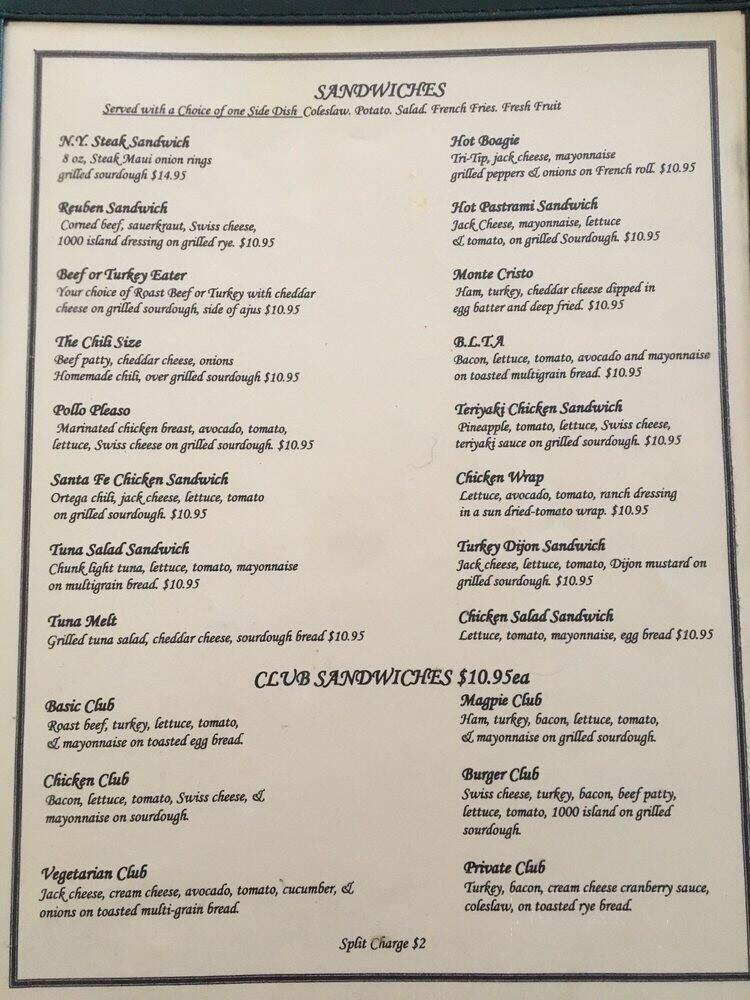 SANDWICHES
Served with a Choice of one Side Dish Coleslaw. Potato. Salad. French Fries. Fresh Fruit
N.Y. Steak Sandwich
8 oz, Steak Maui onion rings
grilled sourdough $14.95
Reuben Sandwich
Corned beef, sauerkraut, Swiss cheese,
1000 island dressing on grilled rye. $10.95
Beef or Turkey Eater
Your choice of Roast Beef or Turkey with cheddar
cheese on grilled sourdough, side of ajus $10.95
The Chili Size
Beef patty, cheddar cheese, onions
Homemade chili, over grilled sourdough $10.95
Pollo Pleaso
Marinated chicken breast, avocado, tomato,
lettuce, Swiss cheese on grilled sourdough. $10.95
Santa Fe Chicken Sandwich
Ortega chili, jack cheese, lettuce, tomato
on grilled sourdough. $10.95
Tuna Salad Sandwich
Chunk light tuna, lettuce, tomato, mayonnaise
on multigrain bread. $10.95
Tuna Melt
Grilled tuna salad, cheddar cheese, sourdough bread $10.95
Hot Boagie
Tri-Tip, jack cheese, mayonnaise
grilled peppers & onions on French roll. $10.95
Hot Pastrami Sandwich
Jack Cheese, mayonnaise, lettuce
& tomato, on grilled Sourdough. $10.95
Monte Cristo
Ham, turkey, cheddar cheese dipped in
egg batter and deep fried. $10.95
B.L.T.A
Bacon, lettuce, tomato, avocado and mayonnaise
on toasted multigrain bread. $10.95
Teriyaki Chicken Sandwich
Pineapple, tomato, lettuce, Swiss cheese,
teriyaki sauce on grilled sourdough. $10.95
Chicken Wrap
Lettuce, avocado, tomato, ranch dressing
in a sun dried-tomato wrap. $10.95
Turkey Dijon Sandwich
Jack cheese, lettuce, tomato, Dijon mustard on
grilled sourdough. $10.95
Chicken Salad Sandwich
Lettuce, tomato, mayonnaise, egg bread $10.95
CLUB SANDWICHES $10.95ea
Basic Club
Roast beef, turkey, lettuce, tomato,
& mayonnaise on toasted egg bread.
Chicken Club
Bacon, lettuce, tomato, Swiss cheese, &
mayonnaise on sourdough.
Vegetarian Club
Jack cheese, cream cheese, avocado, tomato, cucumber, &
onions on toasted multi-grain bread.
Magpie Club
Ham, turkey, bacon, lettuce, tomato,
& mayonnaise on grilled sourdough.
Burger Club
Swiss cheese, turkey, bacon, beef patty,
lettuce, tomato, 1000 island on grilled
sourdough.
Private Club
Turkey, bacon, cream cheese cranberry sauce,
coleslaw, on toasted rye bread.
Split Charge $2